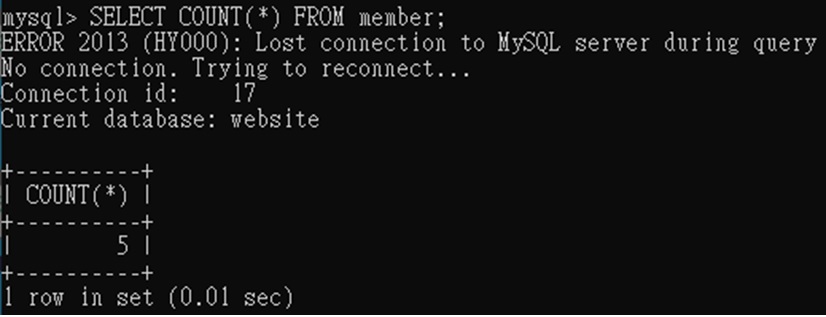 mysql> SELECT COUNT(*) FROM member;
ERROR 2013 (HY000): Lost connection to MySQL server during query
No connection. Trying to reconnect...
Connection id:    17
Current database: website
+----------+
| COUNT(*) |
+----------+
|        5 |
+----------+
1 row in set (0.01 sec)